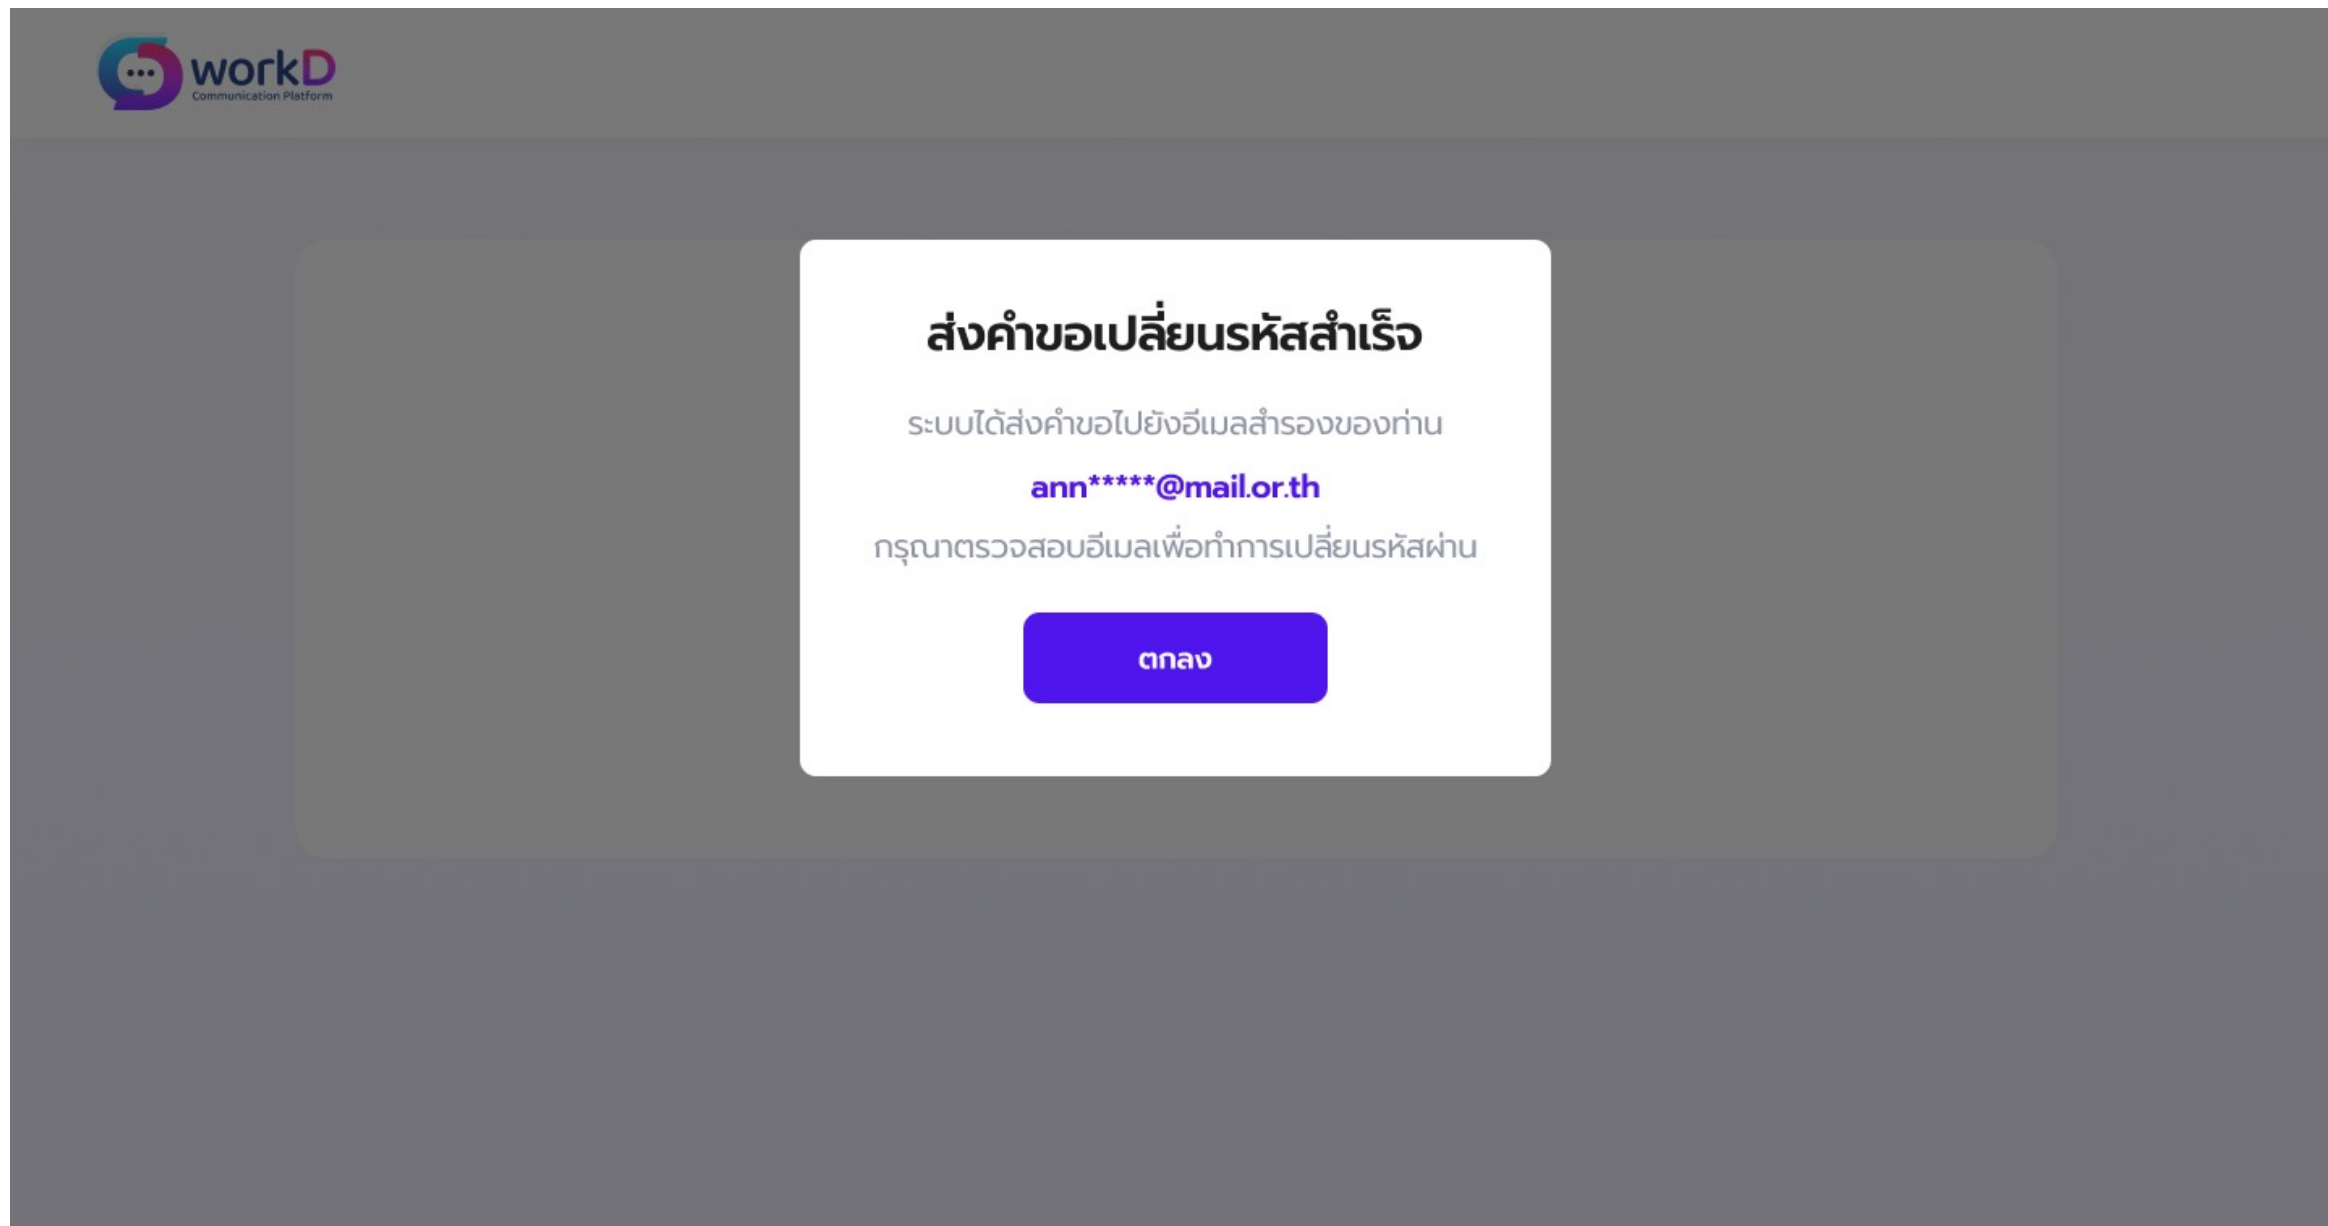 workD
Communication Platform
ส่งคำขอเปลี่ยนรหัสสำเร็จ
ระบบได้ส่งคำขอไปยังอีเมลสำรองของท่าน
ann*****@mail.or.th
กรุณาตรวจสอบอีเมลเพื่อทำการเปลี่ยนรหัสผ่าน
ตกลง